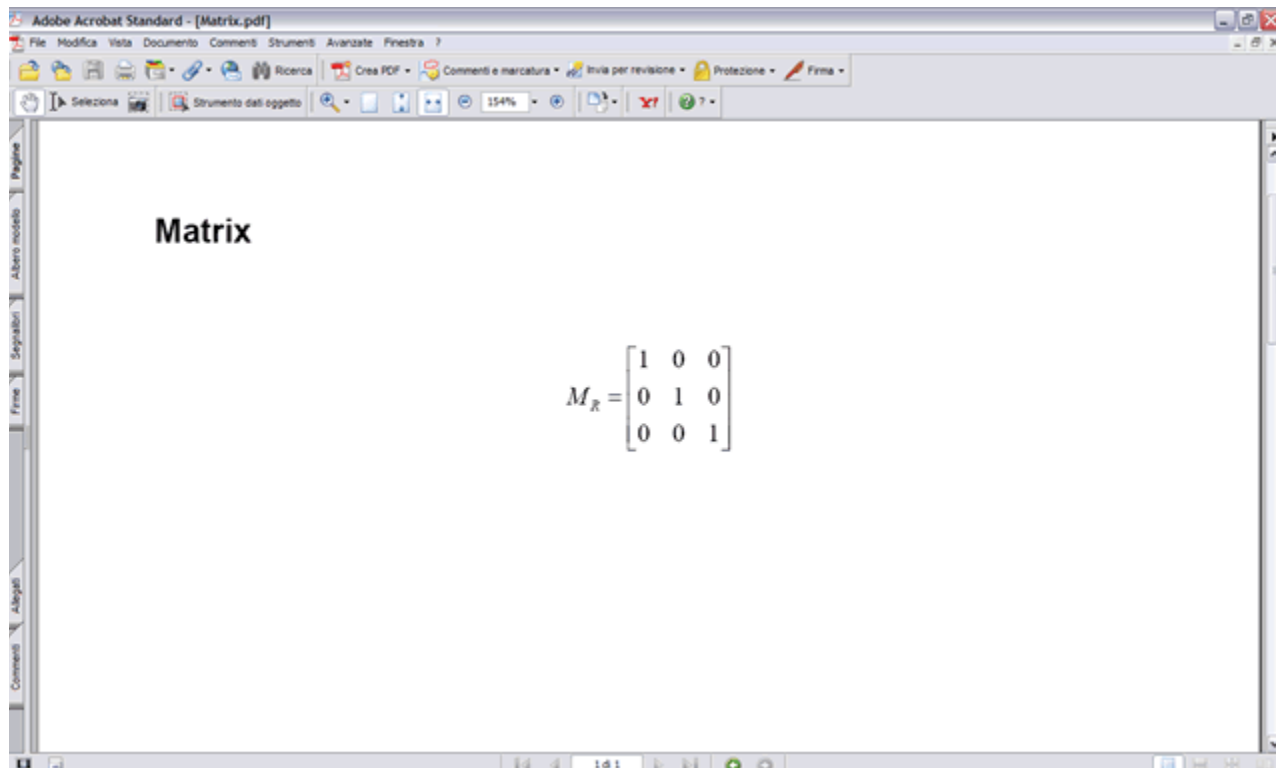 Adobe Acrobat Standard - [Matrix.pdf]
File Modifica Vista Documento Commenti Strumenti Avanzate Finestra ?
Ricerca Crea PDF Commenti e marcatura Invia per revisione Protezione Firma
Seleziona Strumento dati oggetto 154% Y! ?
Pagine
Albero modello
Segnalibri
Firme
Allegati
Commenti
Matrix
1 0 0
M_R = 0 1 0
0 0 1
1 di 1